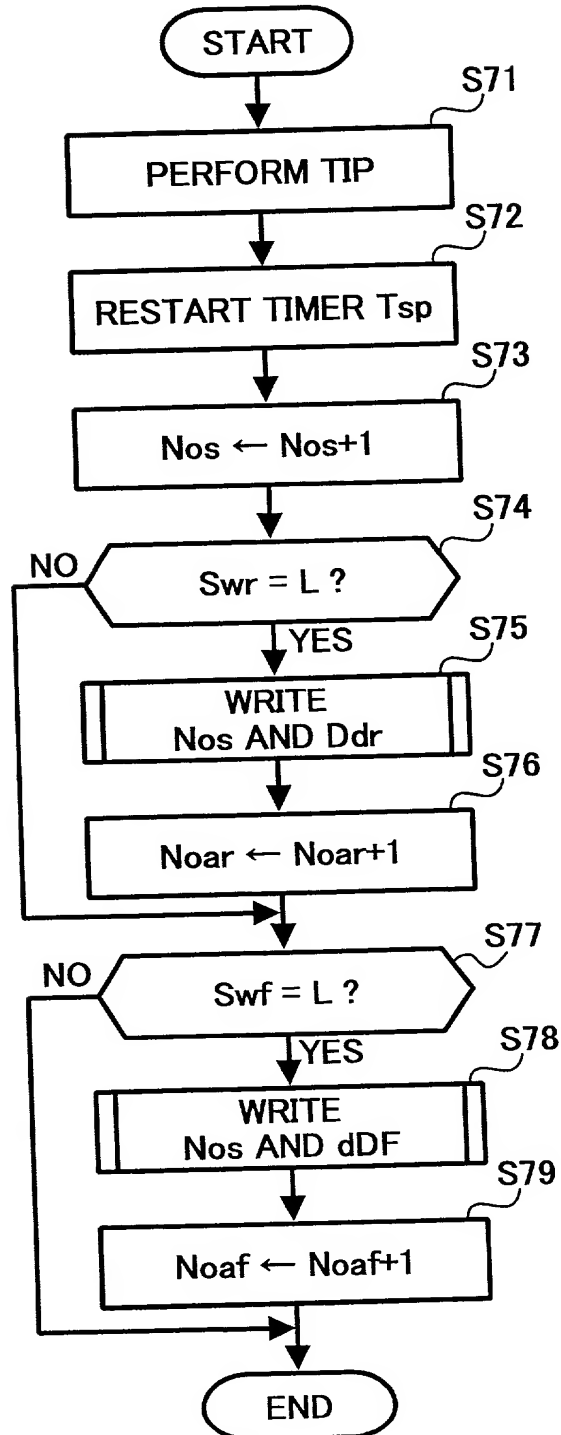 START
S71
PERFORM TIP
S72
RESTART TIMER Tsp
S73
Nos ← Nos+1
S74
NO
Swr = L ?
YES
S75
WRITE
Nos AND Ddr
S76
Noar ← Noar+1
S77
NO
Swf = L ?
YES
S78
WRITE
Nos AND dDF
S79
Noaf ← Noaf+1
END